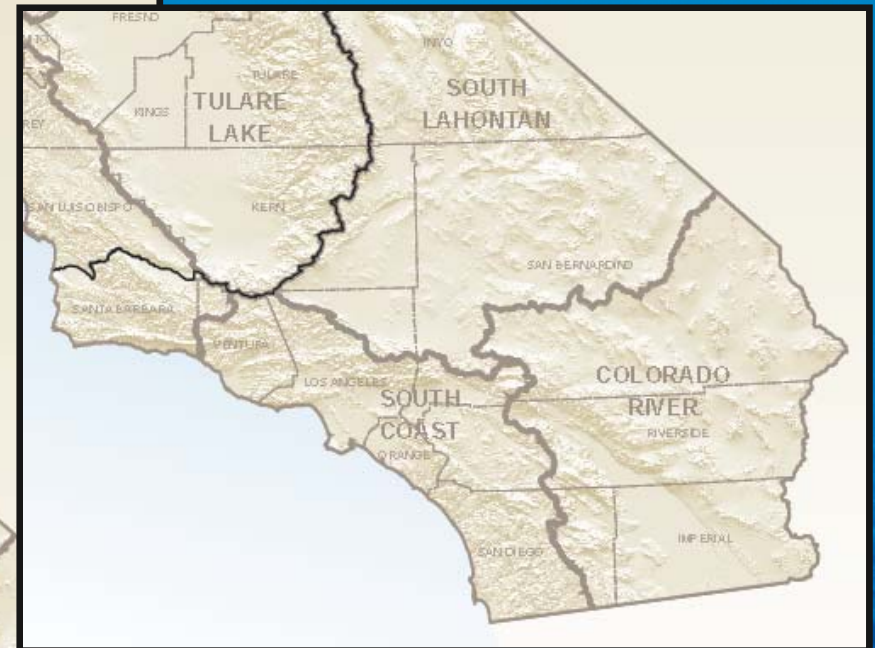 FRESNO
INYO
TULARE
KINGS
TULARE
LAKE
SOUTH
LAHONTAN
REY
SAN LUIS OBISPO
KERN
SAN BERNARDINO
SANTA BARBARA
VENTURA
LOS ANGELES
SOUTH
COAST
COLORADO
RIVER
RIVERSIDE
ORANGE
SAN DIEGO
IMPERIAL